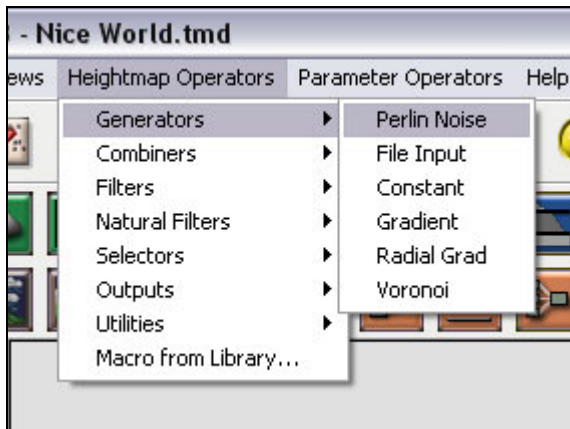 - Nice World.tmd
Heightmap Operators Parameter Operators Help
Generators
Combiners
Filters
Natural Filters
Selectors
Outputs
Utilities
Macro from Library...
Perlin Noise
File Input
Constant
Gradient
Radial Grad
Voronoi